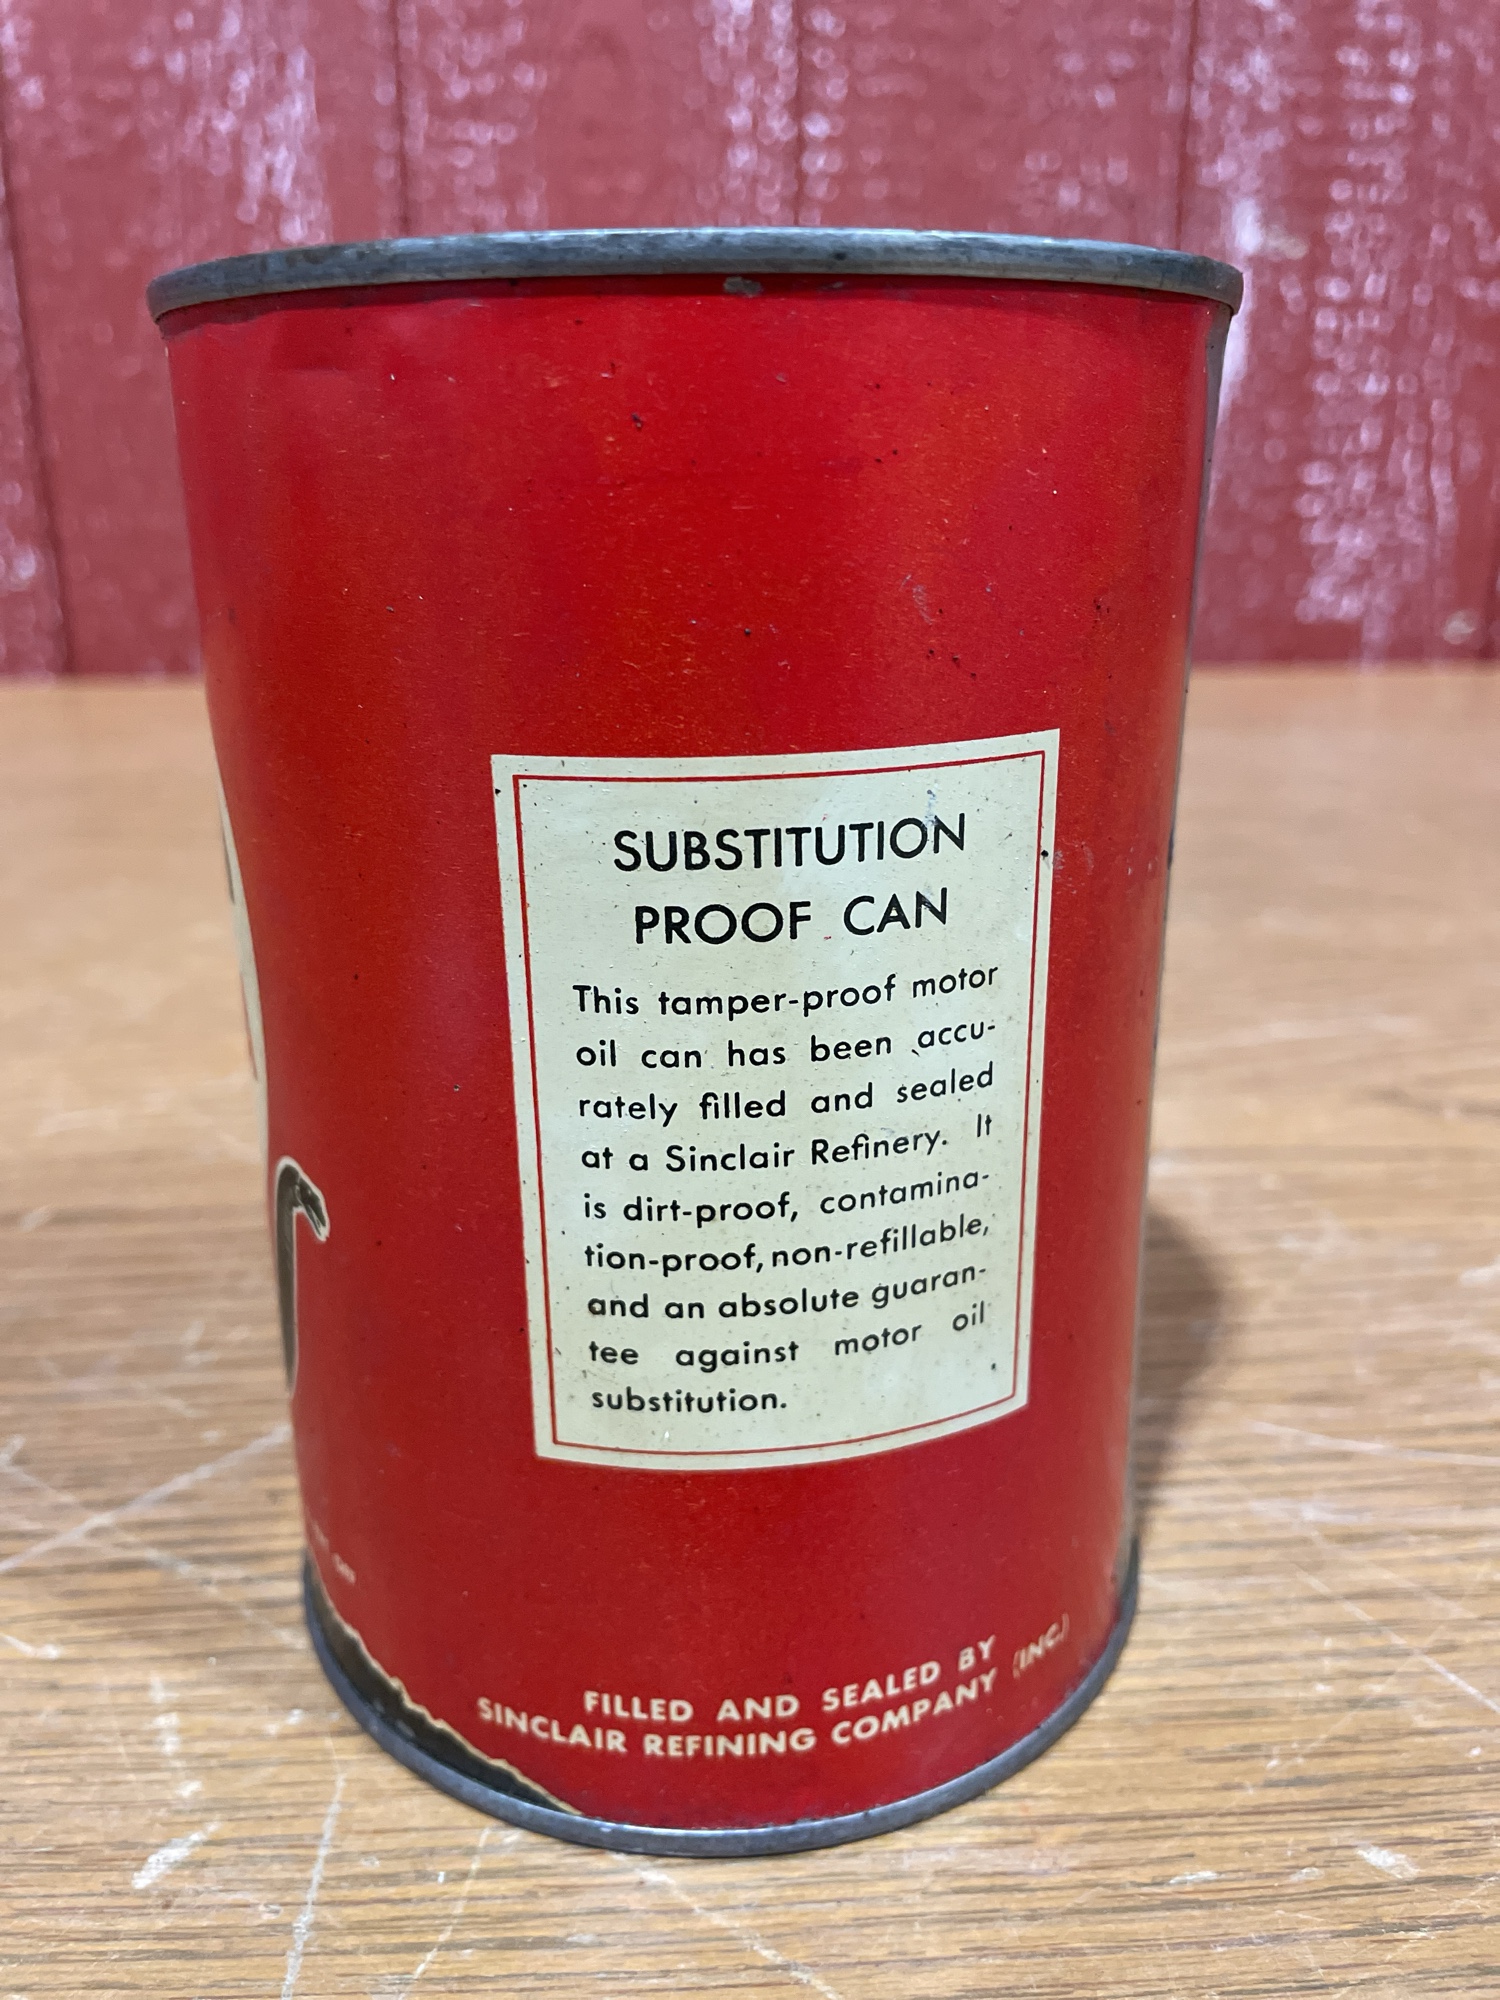 SUBSTITUTION
PROOF CAN
This tamper-proof motor
oil can has been accu-
rately filled and sealed
at a Sinclair Refinery. It
is dirt-proof, contamina-
tion-proof, non-refillable,
and an absolute guaran-
tee against motor oil
substitution.
FILLED AND SEALED BY
SINCLAIR REFINING COMPANY (INC.)